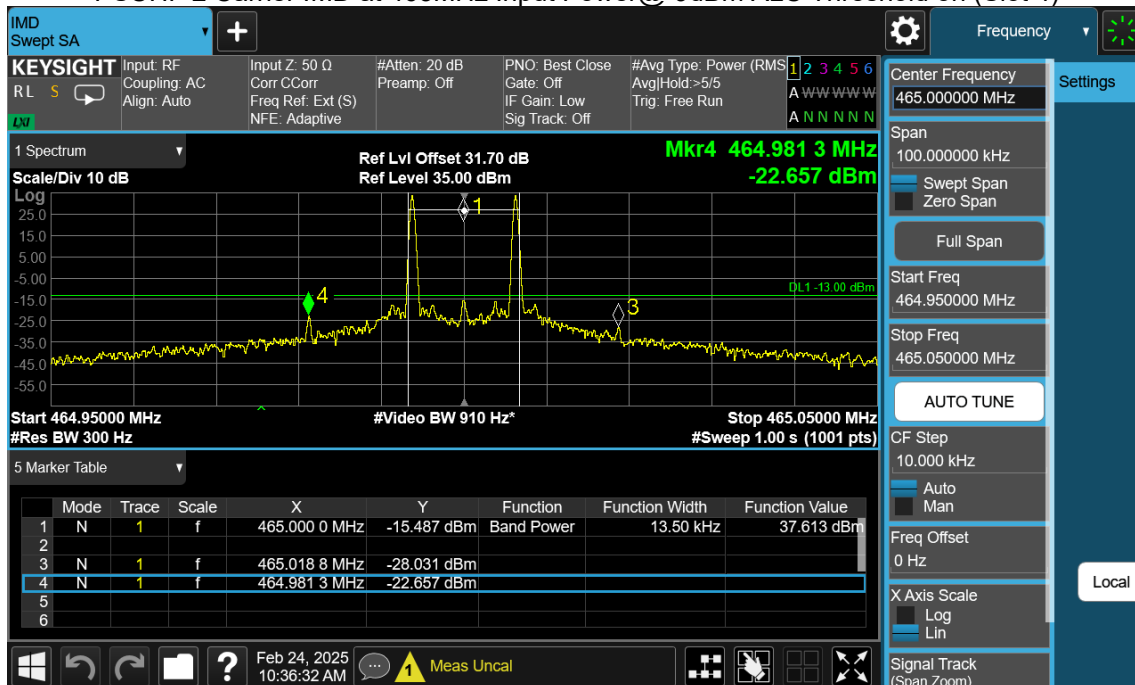 IMD
Swept SA
+
Frequency
KEYSIGHT
RL S
LXI
Input: RF
Coupling: AC
Align: Auto
Input Z: 50 Ω
Corr CCorr
Freq Ref: Ext (S)
NFE: Adaptive
#Atten: 20 dB
Preamp: Off
PNO: Best Close
Gate: Off
IF Gain: Low
Sig Track: Off
#Avg Type: Power (RMS
Avg|Hold:>5/5
Trig: Free Run
1 2 3 4 5 6
A W W W W W
A N N N N N
1 Spectrum
Scale/Div 10 dB
Ref Lvl Offset 31.70 dB
Ref Level 35.00 dBm
Mkr4 464.981 3 MHz
-22.657 dBm
Log
25.0
15.0
5.00
-5.00
-15.0
-25.0
-35.0
-45.0
-55.0
1
4
3
DL1 -13.00 dBm
Start 464.95000 MHz
#Res BW 300 Hz
#Video BW 910 Hz*
Stop 465.05000 MHz
#Sweep 1.00 s (1001 pts)
5 Marker Table
Mode Trace Scale X Y Function Function Width Function Value
1 N 1 f 465.000 0 MHz -15.487 dBm Band Power 13.50 kHz 37.613 dBm
2
3 N 1 f 465.018 8 MHz -28.031 dBm
4 N 1 f 464.981 3 MHz -22.657 dBm
5
6
?
Feb 24, 2025
10:36:32 AM
1
Meas Uncal
Center Frequency
465.000000 MHz
Settings
Span
100.000000 kHz
Swept Span
Zero Span
Full Span
Start Freq
464.950000 MHz
Stop Freq
465.050000 MHz
AUTO TUNE
CF Step
10.000 kHz
Auto
Man
Freq Offset
0 Hz
Local
X Axis Scale
Log
Lin
Signal Track
(Span Zoom)